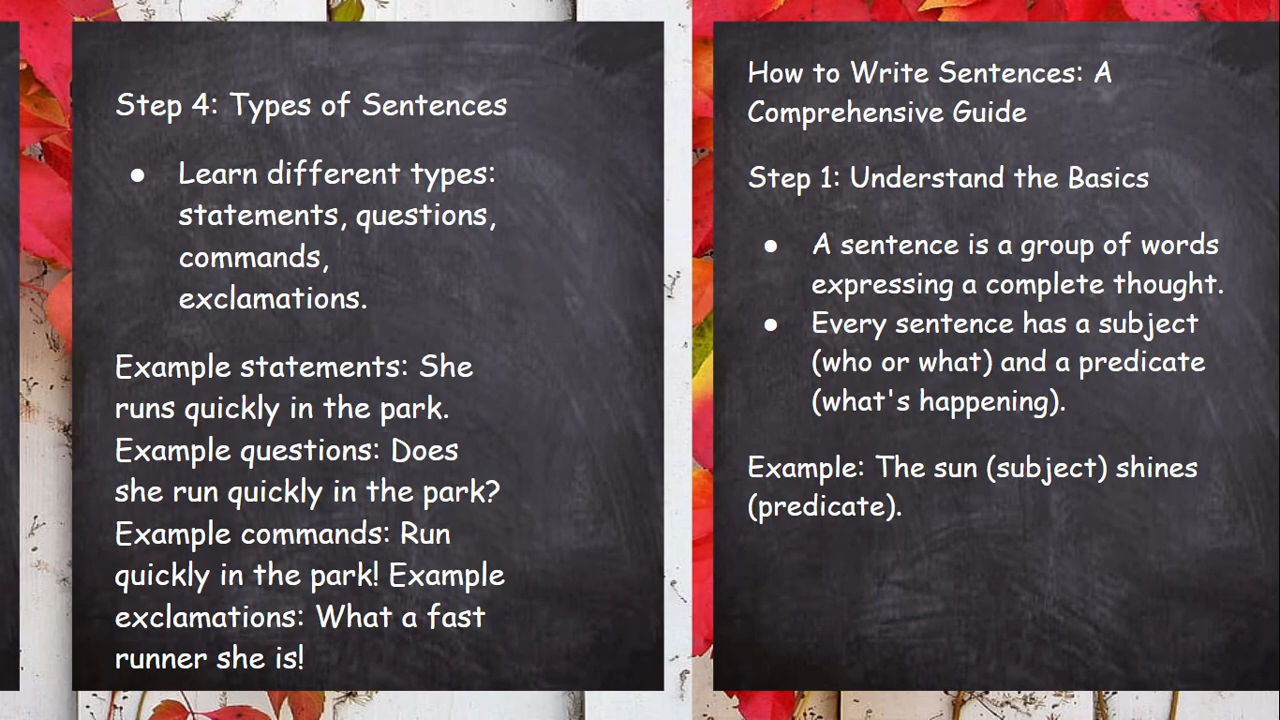 Step 4: Types of Sentences
● Learn different types:
statements, questions,
commands,
exclamations.
Example statements: She
runs quickly in the park.
Example questions: Does
she run quickly in the park?
Example commands: Run
quickly in the park! Example
exclamations: What a fast
runner she is!
How to Write Sentences: A
Comprehensive Guide
Step 1: Understand the Basics
● A sentence is a group of words
expressing a complete thought.
● Every sentence has a subject
(who or what) and a predicate
(what's happening).
Example: The sun (subject) shines
(predicate).